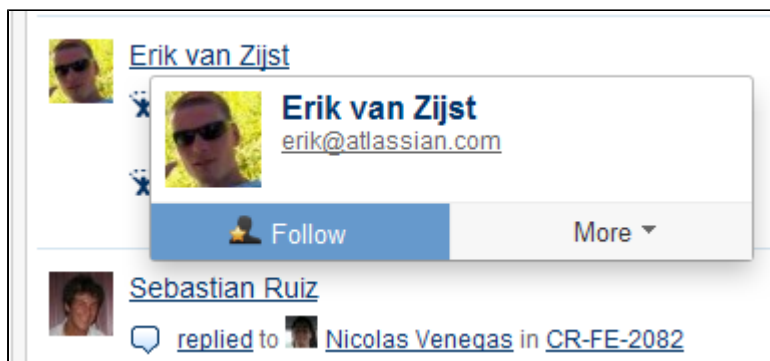 Erik van Zijst
Erik van Zijst
erik@atlassian.com
Follow More
Sebastian Ruiz
replied to Nicolas Venegas in CR-FE-2082